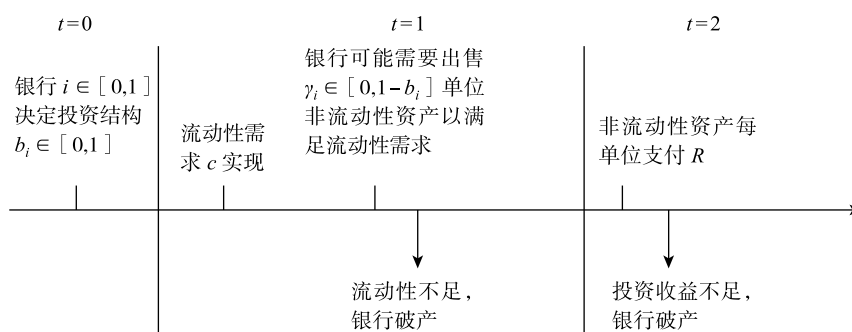 t=0
t=1
t=2
银行 i∈[0,1]
决定投资结构
b_i∈[0,1]
流动性需
求 c 实现
银行可能需要出售
γ_i∈[0,1-b_i] 单位
非流动性资产以满
足流动性需求
非流动性资产每
单位支付 R
流动性不足，
银行破产
投资收益不足，
银行破产